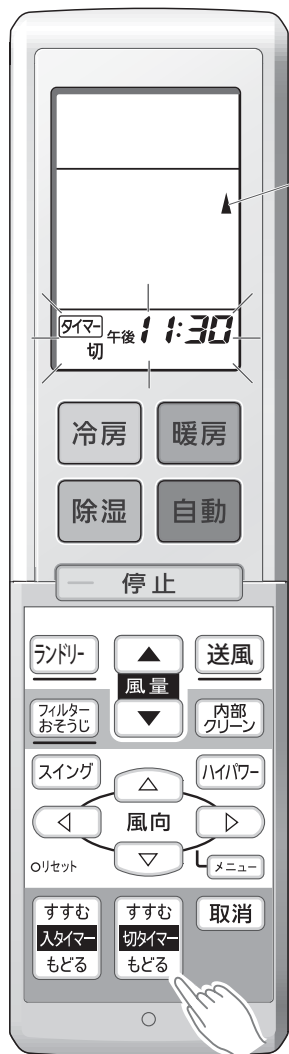 タイマー
切 午後 11:30
冷房 暖房
除湿 自動
停止
ランドリー ▲ 送風
風量
フィルター
おそうじ ▼ 内部
クリーン
スイング △ ハイパワー
◁ 風向 ▷
○リセット ▽ メニュー
すすむ すすむ 取消
入タイマー 切タイマー
もどる もどる